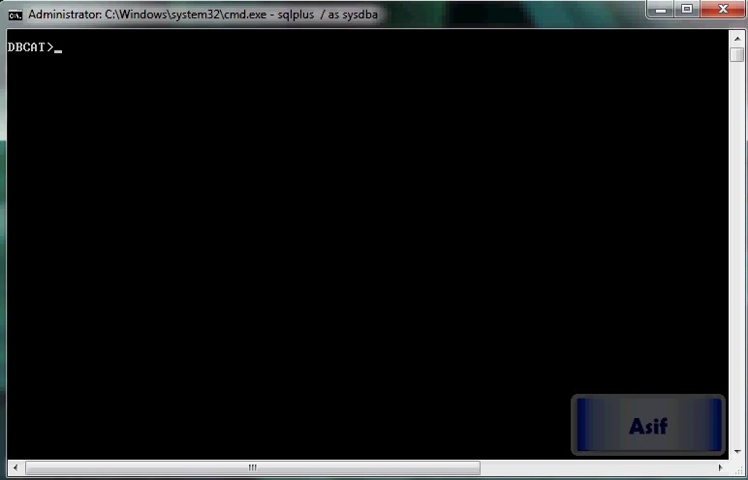 Administrator: C:\Windows\system32\cmd.exe - sqlplus  / as sysdba
DBCAT>_
Asif